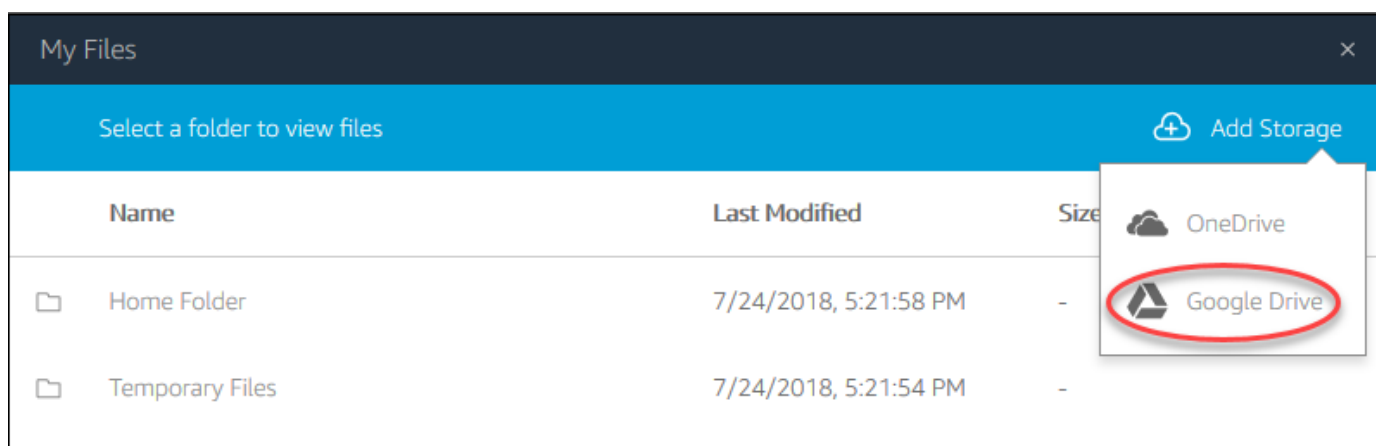 My Files ×
Select a folder to view files Add Storage
Name Last Modified Size
OneDrive
Home Folder 7/24/2018, 5:21:58 PM - Google Drive
Temporary Files 7/24/2018, 5:21:54 PM -